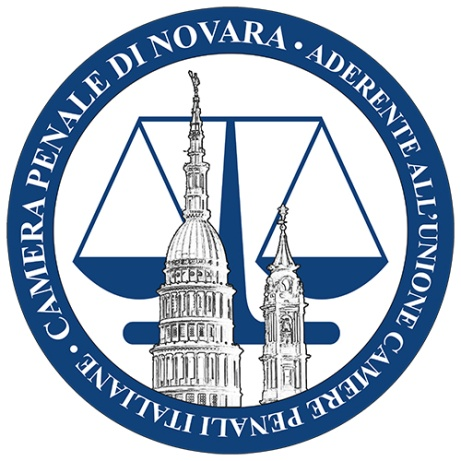 CAMERA PENALE DI NOVARA • ADERENTE ALL'UNIONE CAMERE PENALI ITALIANE •